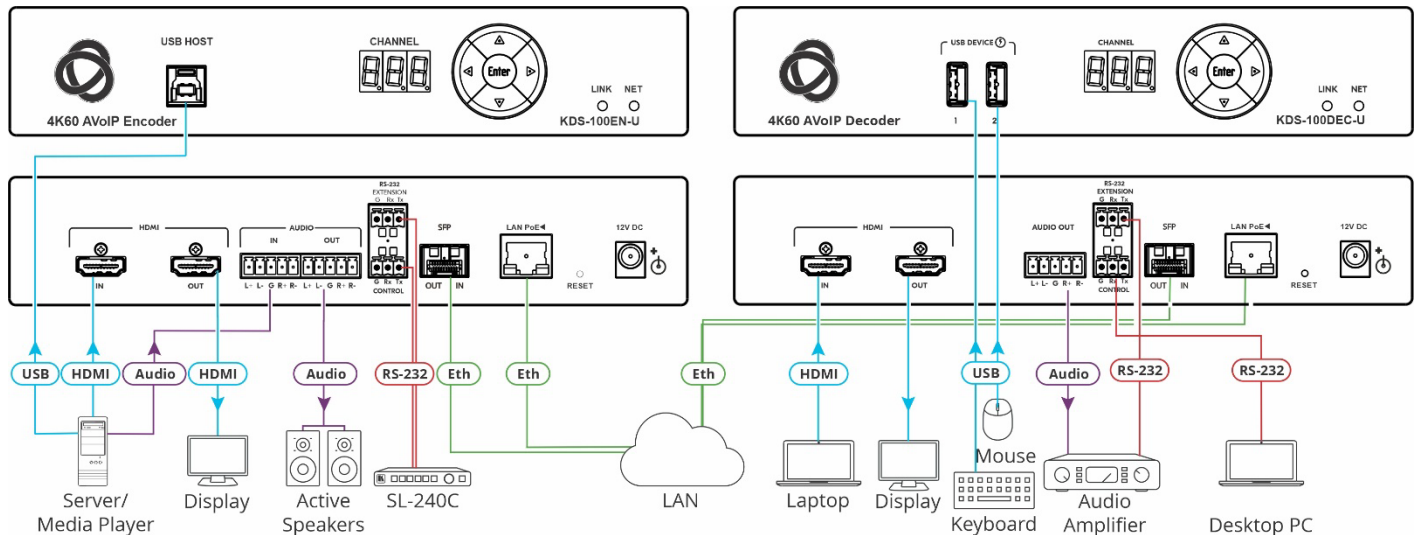 USB HOST
CHANNEL
Enter
LINK NET
4K60 AVoIP Encoder
KDS-100EN-U
USB DEVICE
CHANNEL
Enter
LINK NET
4K60 AVoIP Decoder
1 2
KDS-100DEC-U
RS-232
EXTENSION
G Rx Tx
HDMI
AUDIO
IN OUT
SFP
LAN PoE
12V DC
IN
OUT
L+ L- G R+ R- L+ L- G R+ R-
G Rx Tx
CONTROL
OUT IN
RESET
RS-232
EXTENSION
G Rx Tx
HDMI
AUDIO OUT
SFP
LAN PoE
12V DC
IN
OUT
L+ L- G R+ R-
G Rx Tx
CONTROL
OUT IN
RESET
USB HDMI Audio HDMI Audio RS-232 Eth Eth Eth HDMI USB Audio RS-232 RS-232
Server/
Media Player
Display
Active
Speakers
SL-240C
LAN
Laptop
Display
Mouse
Keyboard
Audio
Amplifier
Desktop PC